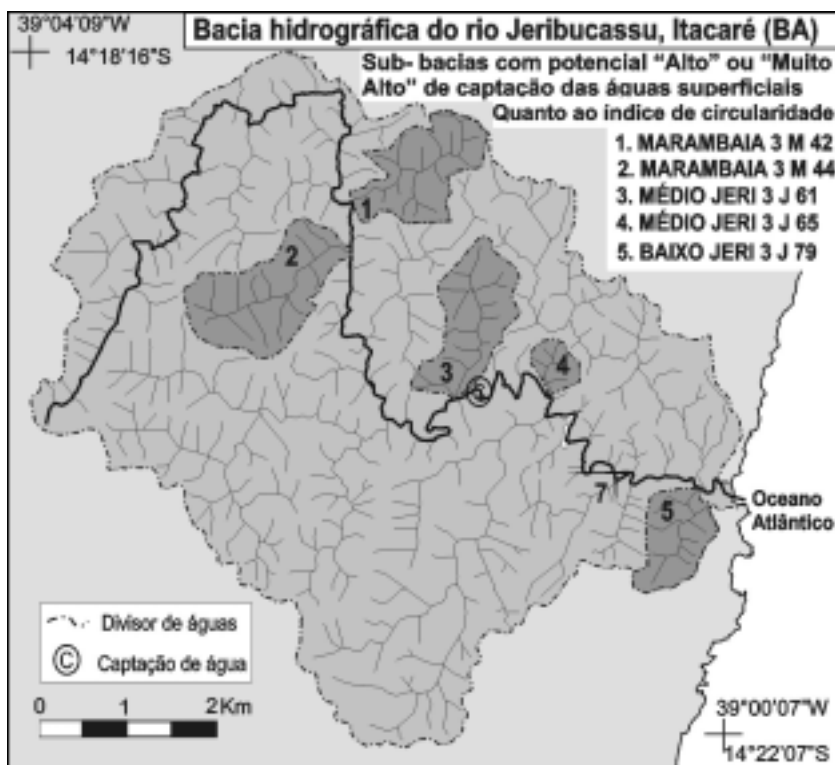 39°04'09"W
14°18'16"S
Bacia hidrográfica do rio Jeribucassu, Itacaré (BA)
Sub- bacias com potencial “Alto” ou “Muito
Alto” de captação das águas superficiais
Quanto ao índice de circularidade
1. MARAMBAIA 3 M 42
2. MARAMBAIA 3 M 44
3. MÉDIO JERI 3 J 61
4. MÉDIO JERI 3 J 65
5. BAIXO JERI 3 J 79
1
2
3
C
4
7
5
Oceano
Atlântico
Divisor de águas
C Captação de água
0 1 2 Km
39°00'07"W
14°22'07"S